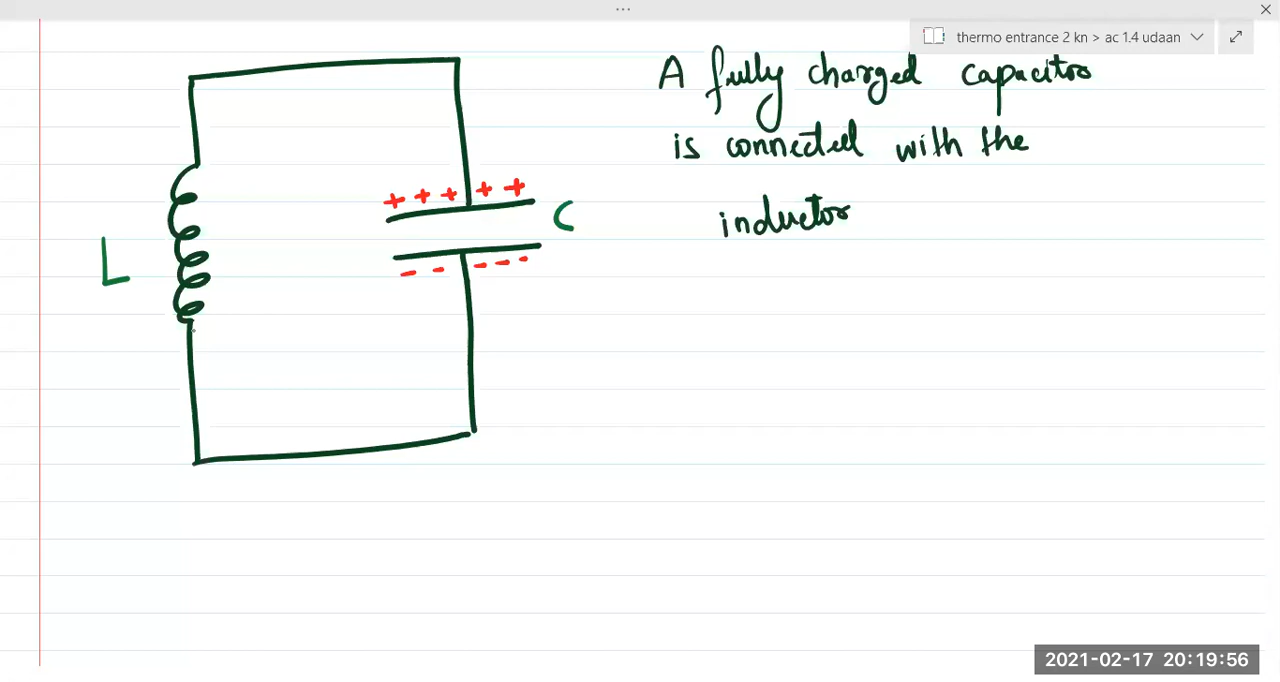 thermo entrance 2 kn > ac 1.4 udaan
A fully charged capacitor
is connected with the
inductor
+ + + + +
C
- - - - -
L
2021-02-17 20:19:56